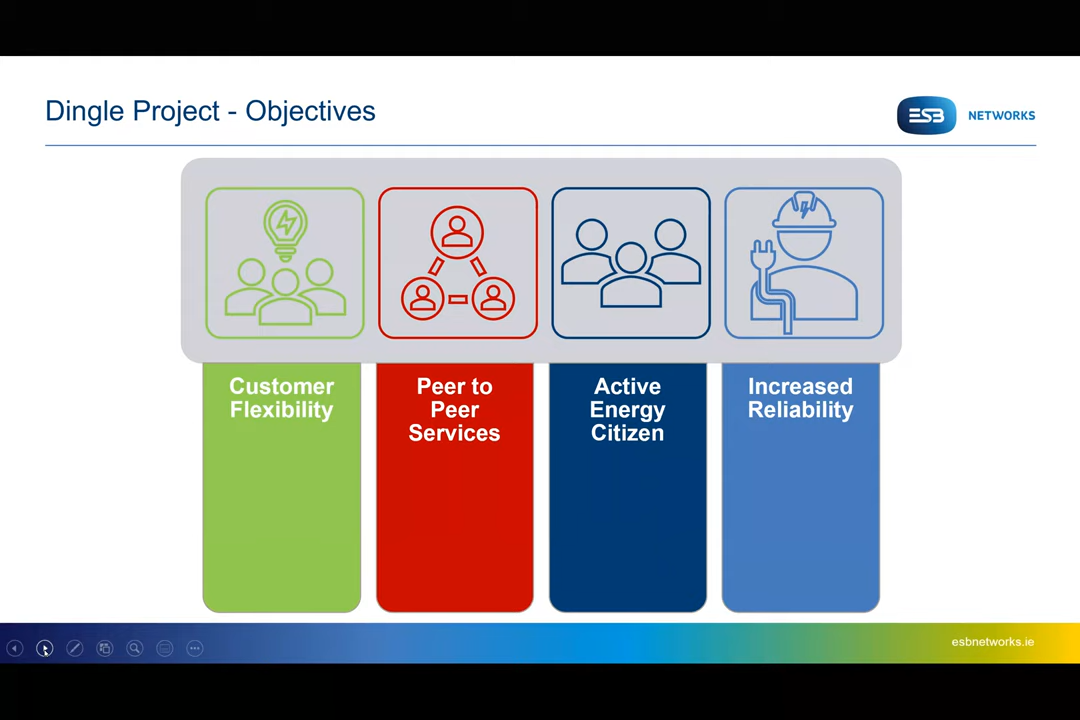 Dingle Project - Objectives
ESB NETWORKS
Customer
Flexibility
Peer to
Peer
Services
Active
Energy
Citizen
Increased
Reliability
esbnetworks.ie